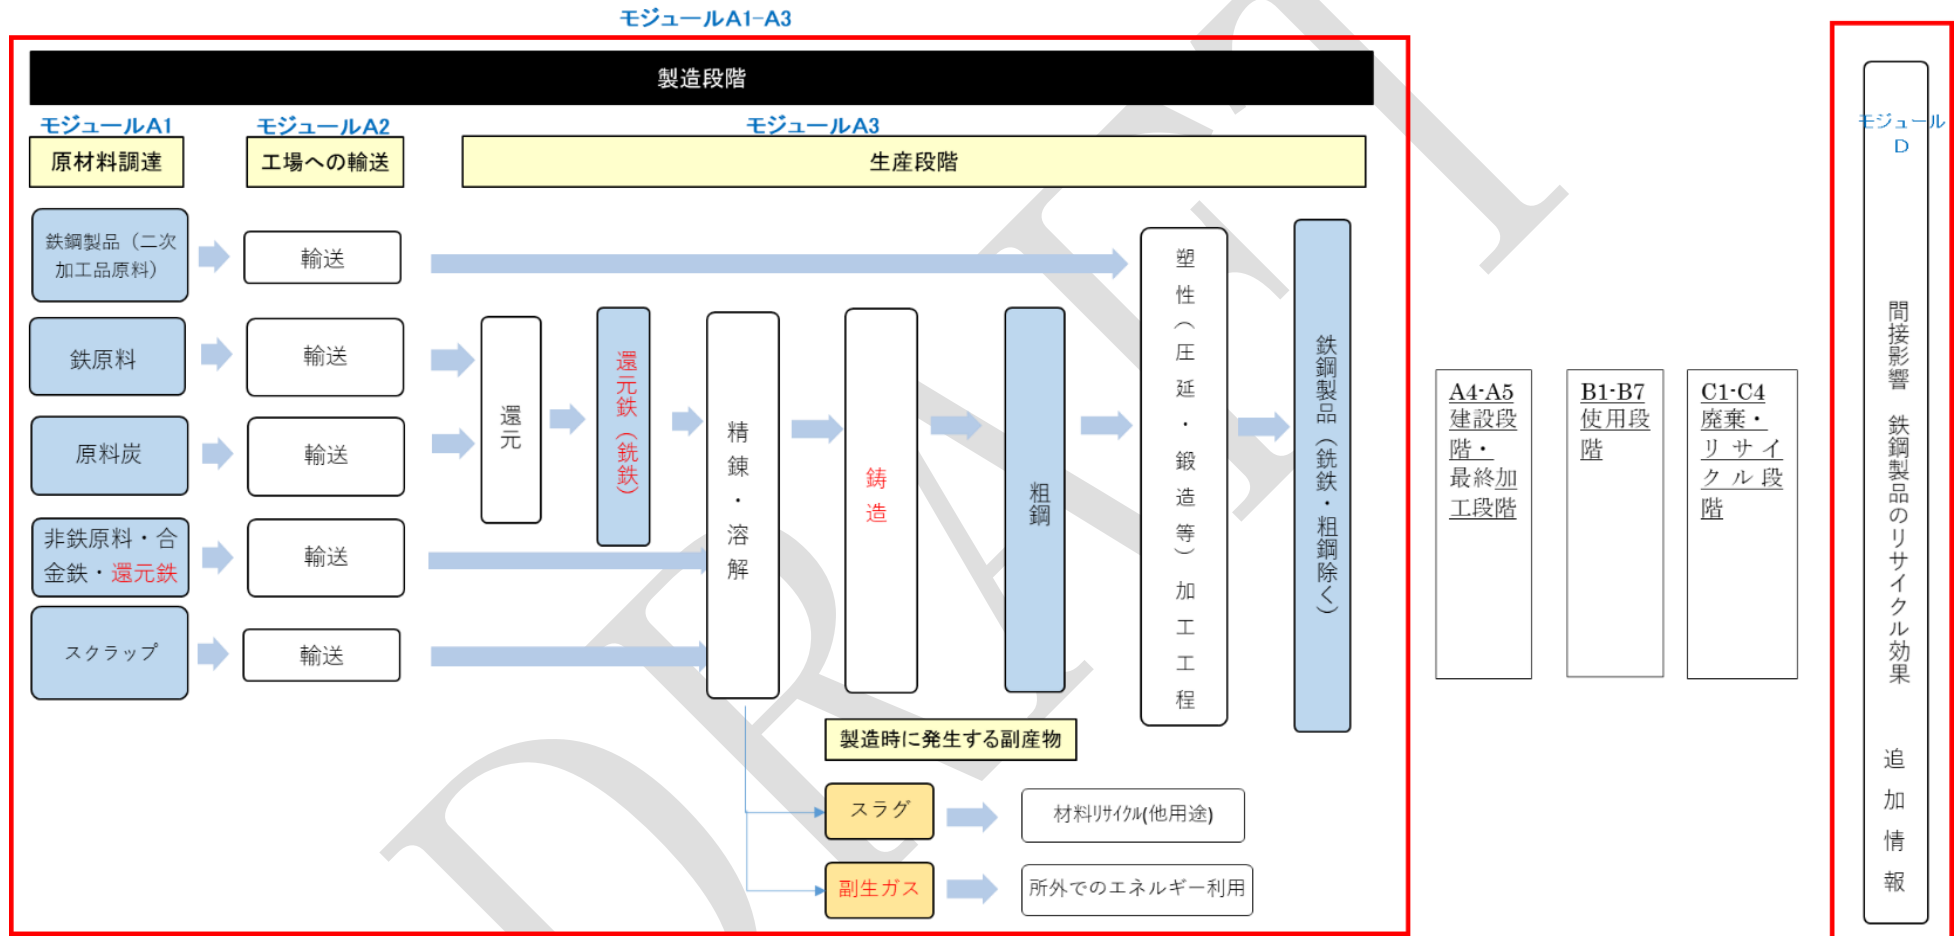 モジュールA1-A3
製造段階
モジュールA1
モジュールA2
モジュールA3
原材料調達
工場への輸送
生産段階
鉄鋼製品（二次
加工品原料）
輸送
鉄原料
輸送
原料炭
輸送
非鉄原料・合
金鉄・還元鉄
輸送
スクラップ
輸送
還元
還元鉄（銑鉄）
精錬・溶解
鋳造
粗鋼
塑性（圧延・鍛造等）加工工程
鉄鋼製品（銑鉄・粗鋼除く）
製造時に発生する副産物
スラグ
材料リサイクル(他用途)
副生ガス
所外でのエネルギー利用
A4-A5
建設段
階・
最終加
工段階
B1-B7
使用段
階
C1-C4
廃棄・
リサイ
クル段
階
モジュール
D
間接影響 鉄鋼製品のリサイクル効果 追加情報
DRAFT